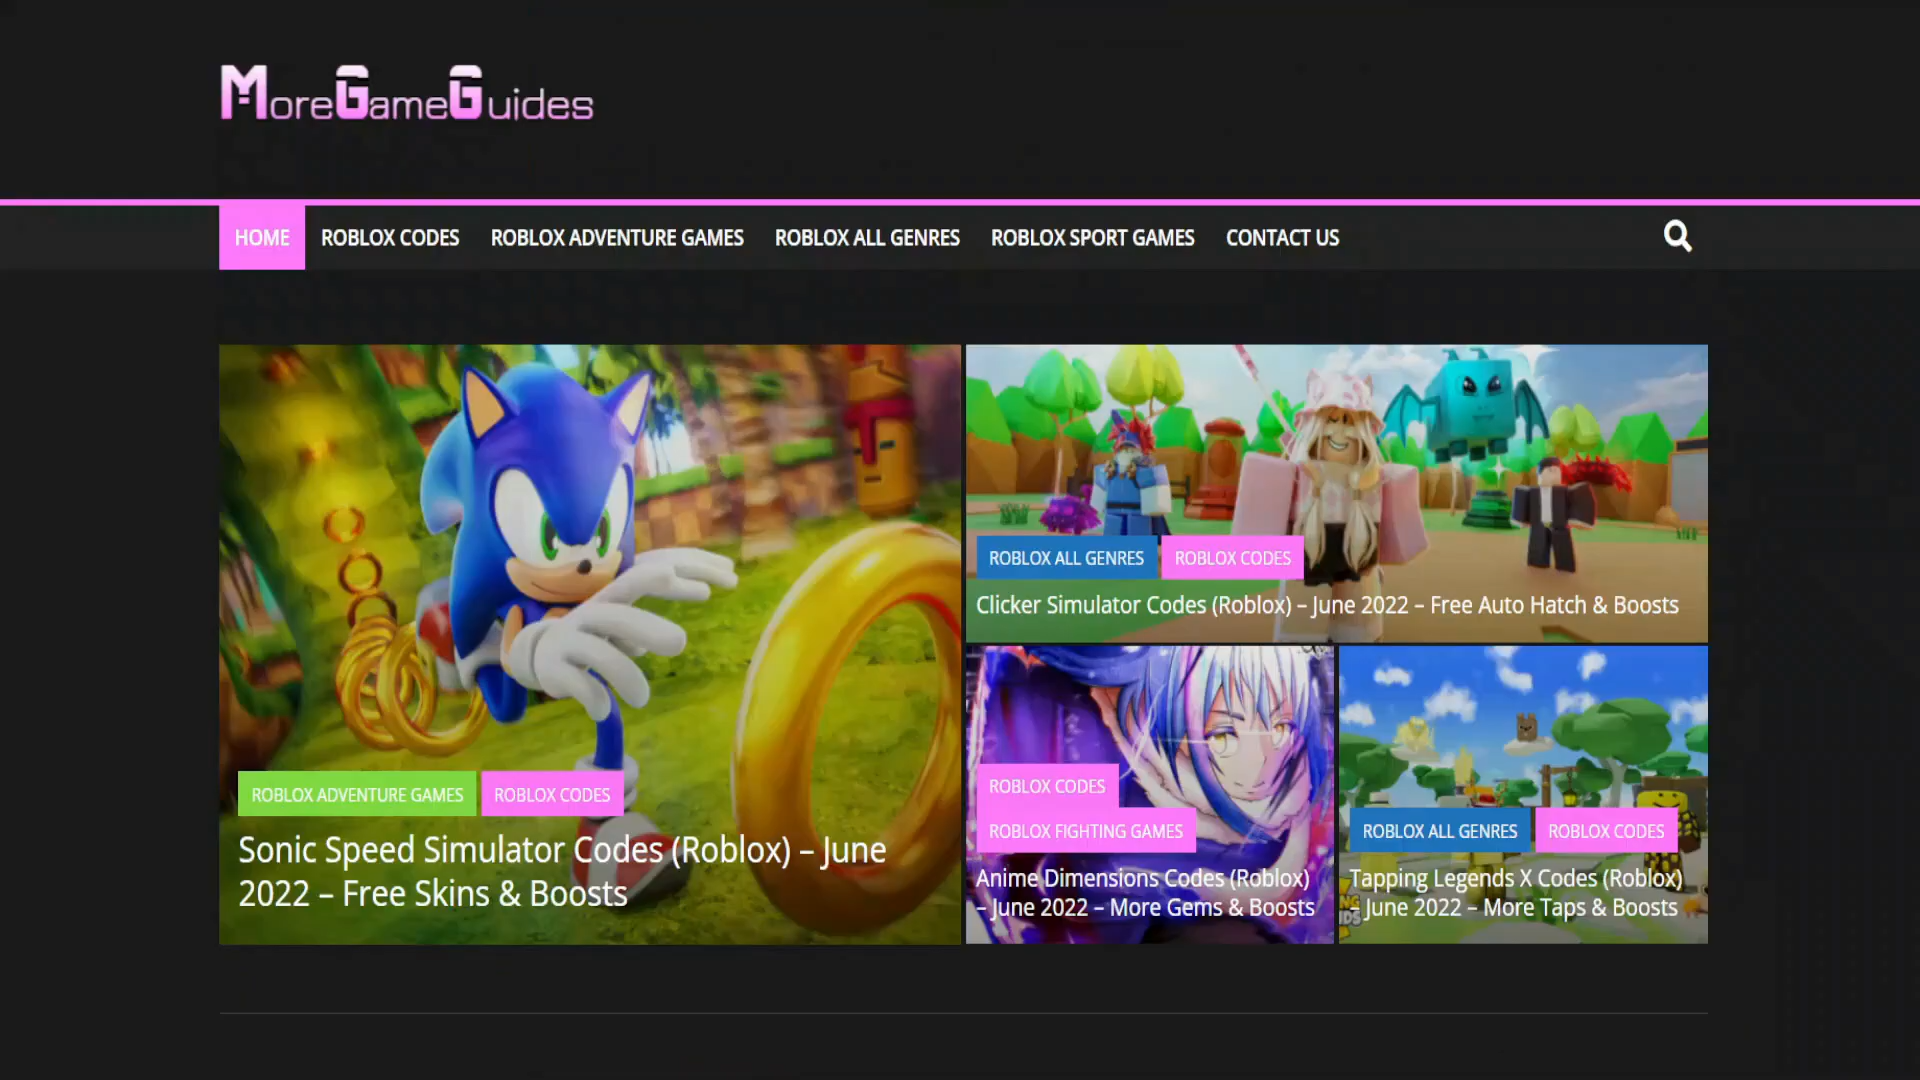 MoreGameGuides
HOME ROBLOX CODES ROBLOX ADVENTURE GAMES ROBLOX ALL GENRES ROBLOX SPORT GAMES CONTACT US
ROBLOX ADVENTURE GAMES ROBLOX CODES
Sonic Speed Simulator Codes (Roblox) – June
2022 – Free Skins & Boosts
ROBLOX ALL GENRES ROBLOX CODES
Clicker Simulator Codes (Roblox) – June 2022 – Free Auto Hatch & Boosts
ROBLOX CODES
ROBLOX FIGHTING GAMES
Anime Dimensions Codes (Roblox)
– June 2022 – More Gems & Boosts
ROBLOX ALL GENRES ROBLOX CODES
Tapping Legends X Codes (Roblox)
– June 2022 – More Taps & Boosts